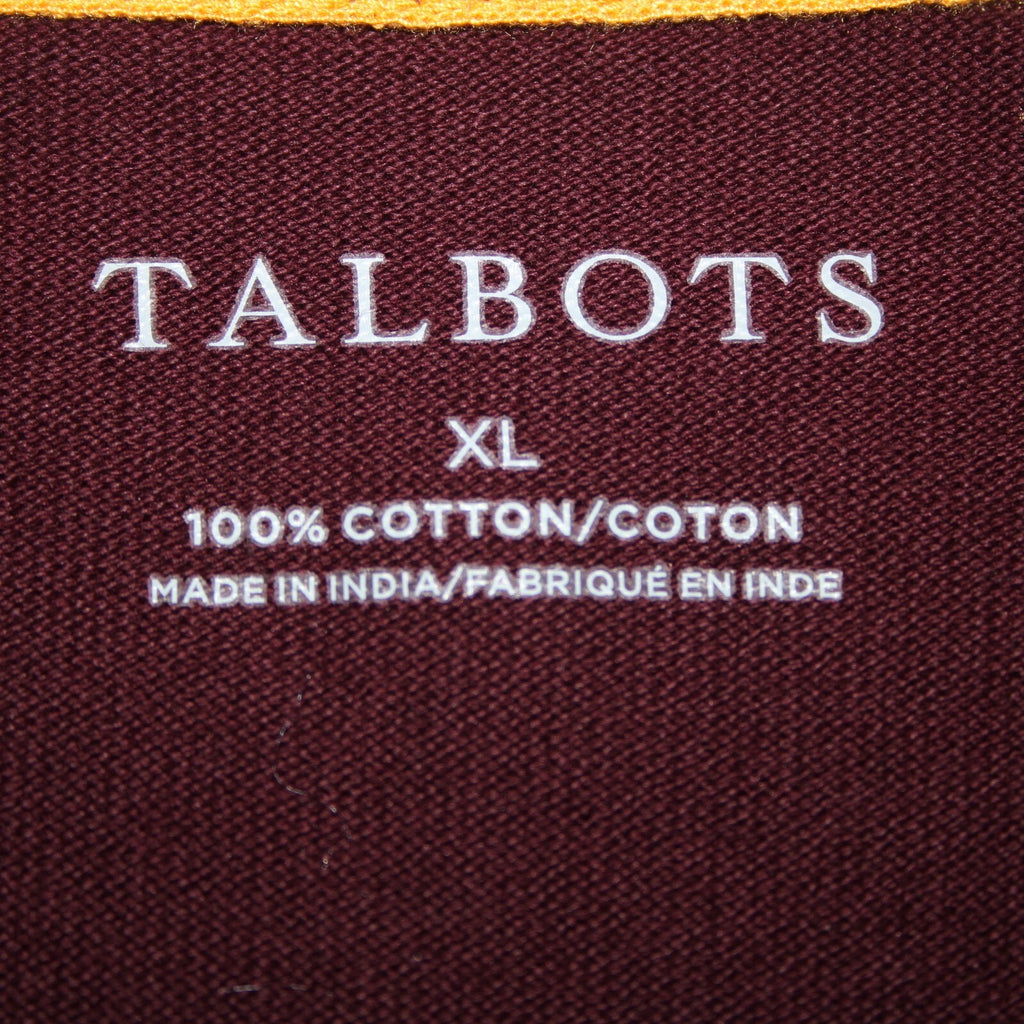 TALBOTS
XL
100% COTTON/COTON
MADE IN INDIA/FABRIQUÉ EN INDE